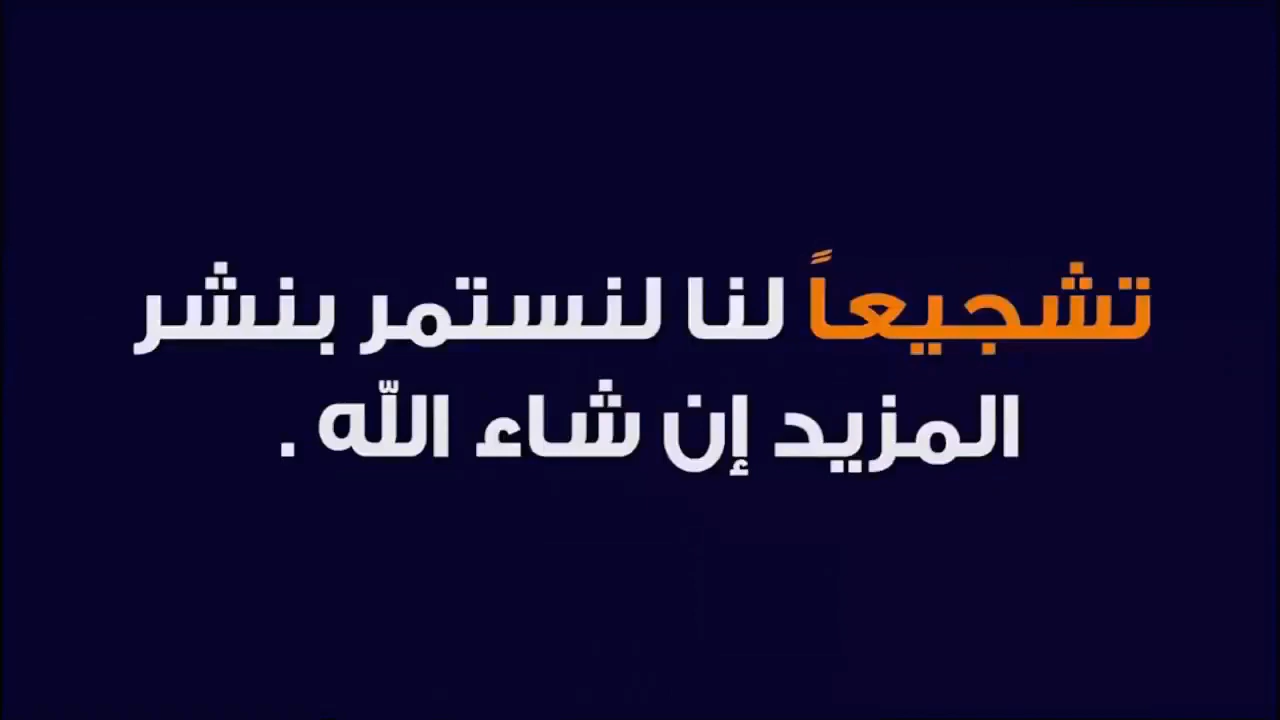 تشجيعاً لنا لنستمر بنشر
المزيد إن شاء الله .